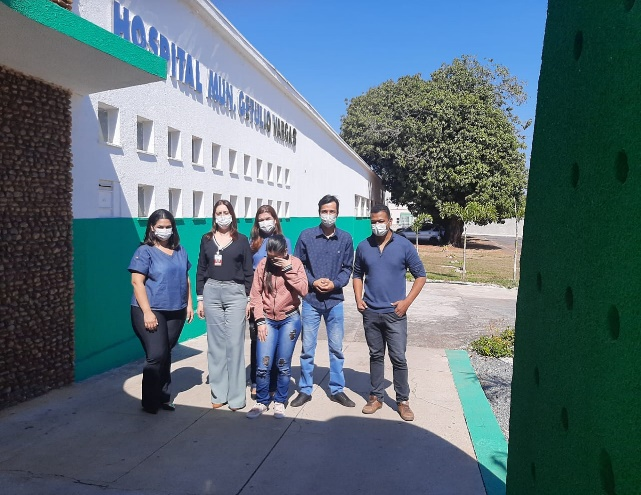 HOSPITAL MUN. GETULIO VARGAS